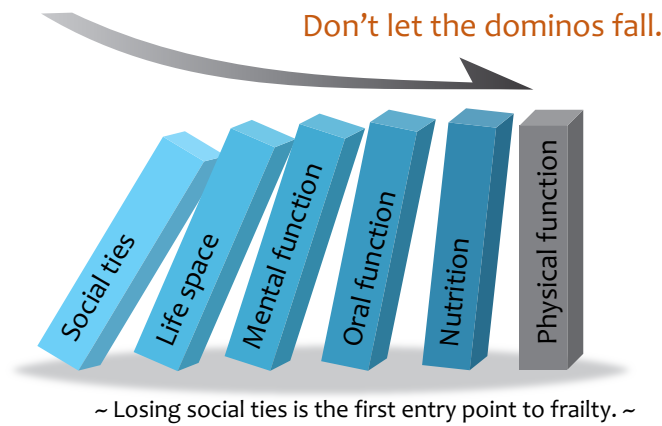 Don’t let the dominos fall.
Social ties
Life space
Mental function
Oral function
Nutrition
Physical function
~ Losing social ties is the first entry point to frailty. ~